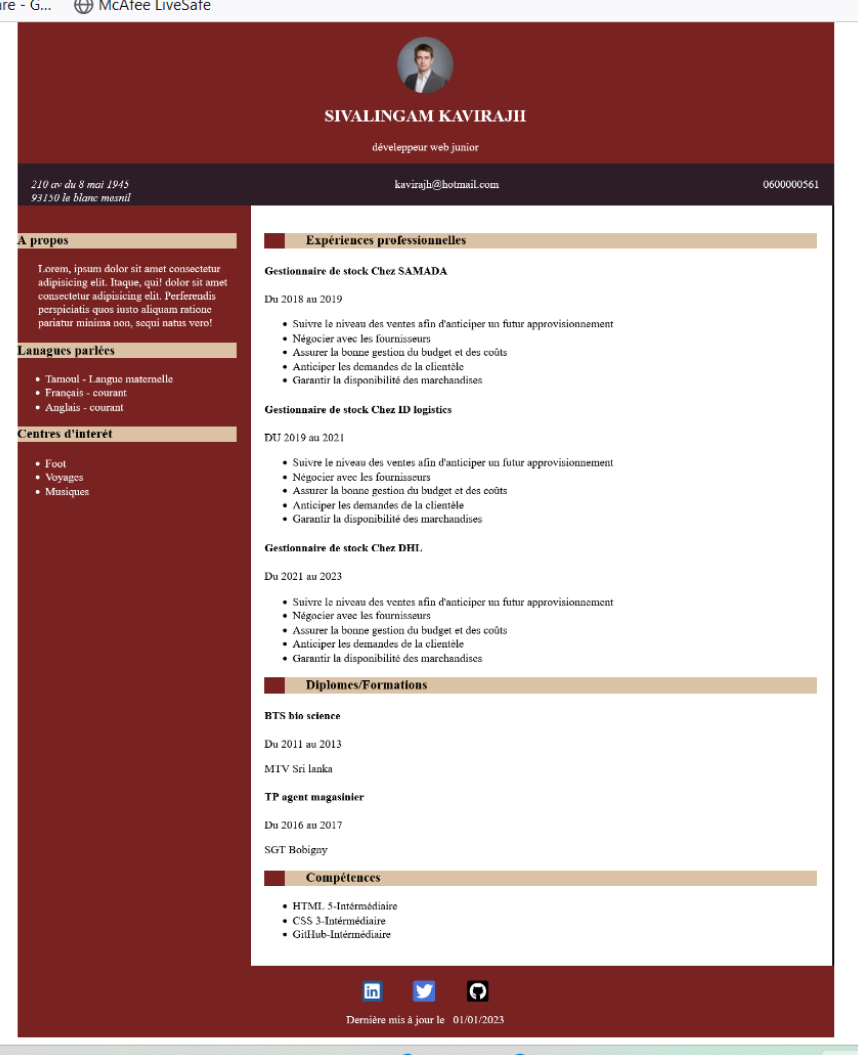 are - G... McAfee LiveSafe
SIVALINGAM KAVIRAJII
déveleppeur web junior
210 av du 8 mai 1945
93150 le blanc mesnil
kavirajh@hotmail.com
0600000561
A propos
Lorem, ipsum dolor sit amet consectetur
adipisicing elit. Itaque, qui! dolor sit amet
consectetur adipisicing elit. Perferendis
perspiciatis quos iusto aliquam ratione
pariatur minima non, sequi natus vero!
Lanagues parlées
• Tamoul - Langue maternelle
• Français - courant
• Anglais - courant
Centres d'interét
• Foot
• Voyages
• Musiques
Expériences professionnelles
Gestionnaire de stock Chez SAMADA
Du 2018 au 2019
• Suivre le niveau des ventes afin d'anticiper un futur approvisionnement
• Négocier avec les fournisseurs
• Assurer la bonne gestion du budget et des coûts
• Anticiper les demandes de la clientèle
• Garantir la disponibilité des marchandises
Gestionnaire de stock Chez ID logistics
DU 2019 au 2021
• Suivre le niveau des ventes afin d'anticiper un futur approvisionnement
• Négocier avec les fournisseurs
• Assurer la bonne gestion du budget et des coûts
• Anticiper les demandes de la clientèle
• Garantir la disponibilité des marchandises
Gestionnaire de stock Chez DHL
Du 2021 au 2023
• Suivre le niveau des ventes afin d'anticiper un futur approvisionnement
• Négocier avec les fournisseurs
• Assurer la bonne gestion du budget et des coûts
• Anticiper les demandes de la clientèle
• Garantir la disponibilité des marchandises
Diplomes/Formations
BTS bio science
Du 2011 au 2013
MTV Sri lanka
TP agent magasinier
Du 2016 au 2017
SGT Bobigny
Compétences
• HTML 5-Intérmédiaire
• CSS 3-Intérmédiaire
• GitHub-Intérmédiaire
in
Dernière mis à jour le 01/01/2023